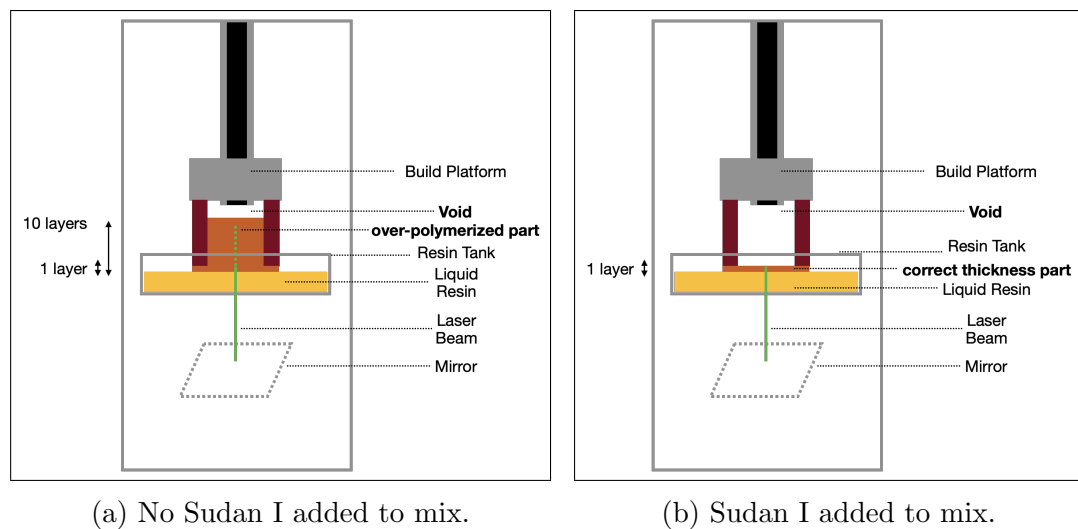 Build Platform
Void
10 layers
over-polymerized part
Resin Tank
1 layer
Liquid
Resin
Laser
Beam
Mirror
(a) No Sudan I added to mix.
Build Platform
Void
Resin Tank
1 layer
correct thickness part
Liquid Resin
Laser
Beam
Mirror
(b) Sudan I added to mix.